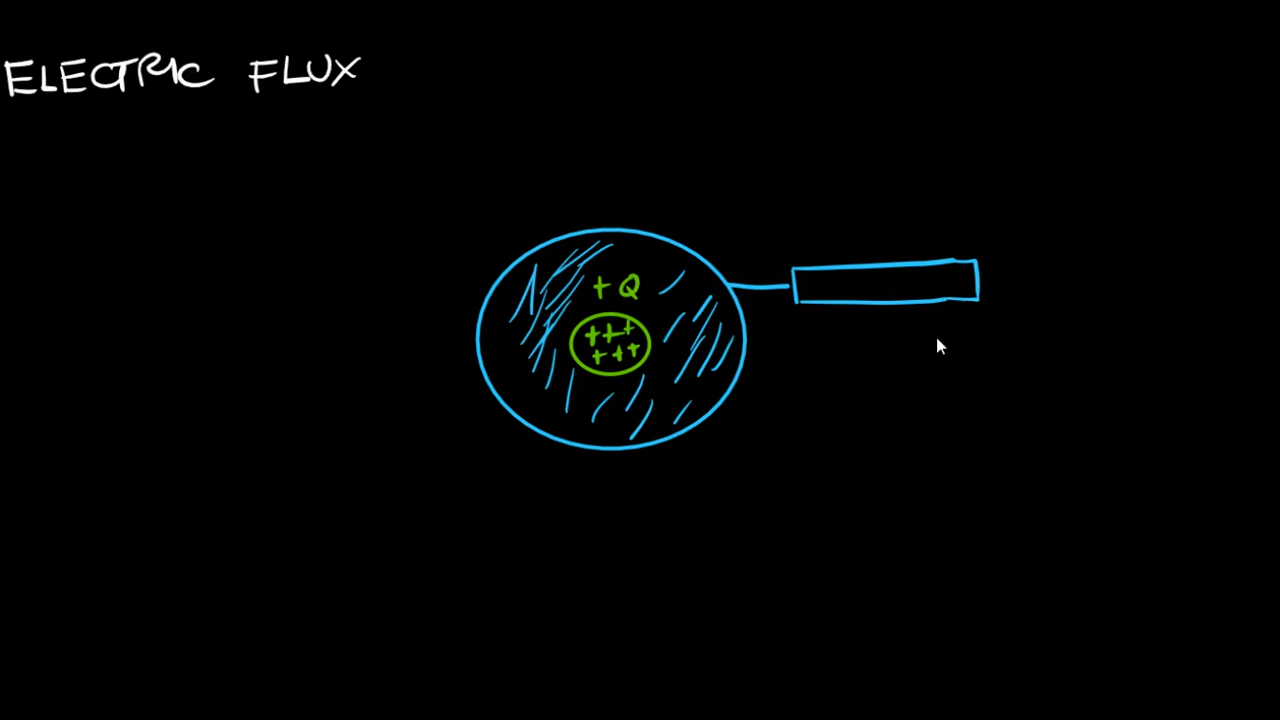 ELECTRIC FLUX
+Q
+ + +
+ + +